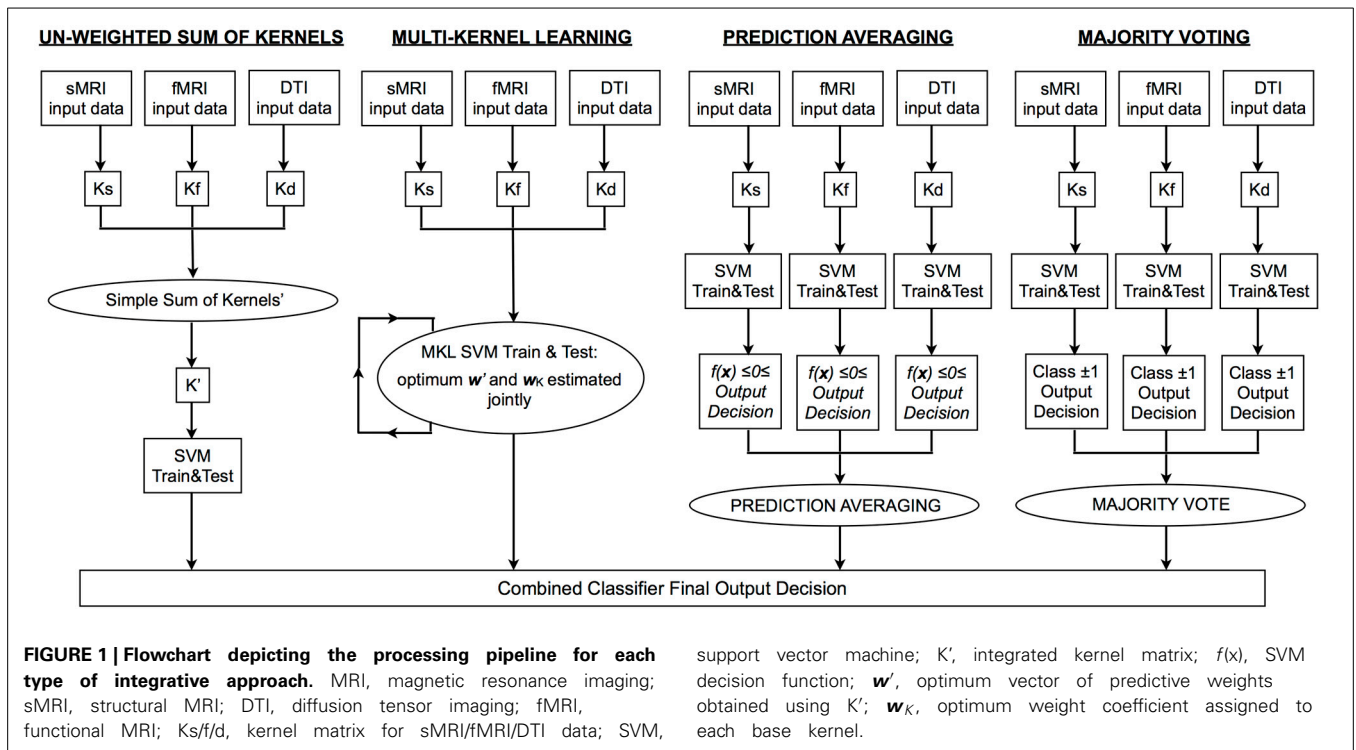 UN-WEIGHTED SUM OF KERNELS
MULTI-KERNEL LEARNING
PREDICTION AVERAGING
MAJORITY VOTING
sMRI
input data
fMRI
input data
DTI
input data
sMRI
input data
fMRI
input data
DTI
input data
sMRI
input data
fMRI
input data
DTI
input data
sMRI
input data
fMRI
input data
DTI
input data
Ks
Kf
Kd
Ks
Kf
Kd
Ks
Kf
Kd
Ks
Kf
Kd
Simple Sum of Kernels'
K'
SVM
Train&Test
MKL SVM Train & Test:
optimum w' and wK estimated
jointly
SVM
Train&Test
SVM
Train&Test
SVM
Train&Test
f(x) ≤0≤
Output
Decision
f(x) ≤0≤
Output
Decision
f(x) ≤0≤
Output
Decision
PREDICTION AVERAGING
SVM
Train&Test
SVM
Train&Test
SVM
Train&Test
Class ±1
Output
Decision
Class ±1
Output
Decision
Class ±1
Output
Decision
MAJORITY VOTE
Combined Classifier Final Output Decision
FIGURE 1 | Flowchart depicting the processing pipeline for each
type of integrative approach. MRI, magnetic resonance imaging;
sMRI, structural MRI; DTI, diffusion tensor imaging; fMRI,
functional MRI; Ks/f/d, kernel matrix for sMRI/fMRI/DTI data; SVM,
support vector machine; K', integrated kernel matrix; f(x), SVM
decision function; w', optimum vector of predictive weights
obtained using K'; wK, optimum weight coefficient assigned to
each base kernel.